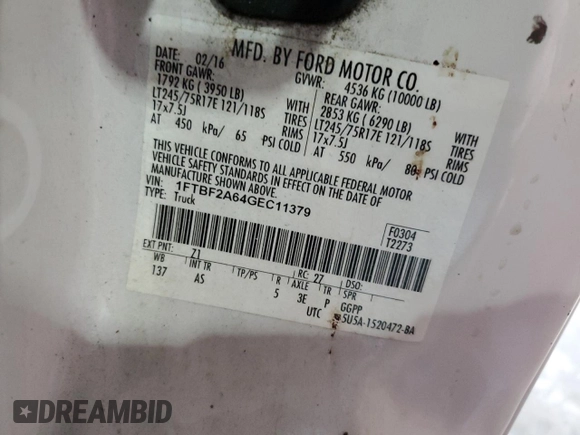 MFD. BY FORD MOTOR CO.
DATE: 02/16 GVWR: 4536 KG (10000 LB)
FRONT GAWR: REAR GAWR:
1792 KG (3950 LB) WITH 2853 KG (6290 LB) WITH
LT245/75R17E 121/118S TIRES LT245/75R17E 121/118S TIRES
17x7.5J RIMS 17x7.5J RIMS
AT 450 kPa/ 65 PSI COLD AT 550 kPa/ 80 PSI COLD
THIS VEHICLE CONFORMS TO ALL APPLICABLE FEDERAL MOTOR
VEHICLE SAFETY STANDARDS IN EFFECT ON THE DATE OF
MANUFACTURE SHOWN ABOVE.
VIN: 1FTBF2A64GEC11379
TYPE: Truck
F0304
T2273
EXT PNT: Z1 RC: 27 DSO:
WB INT TR TP/PS R AXLE TR SPR
137 AS 5 3E P GGPP
UTC 5U5A-1520472-BA
DREAMBID